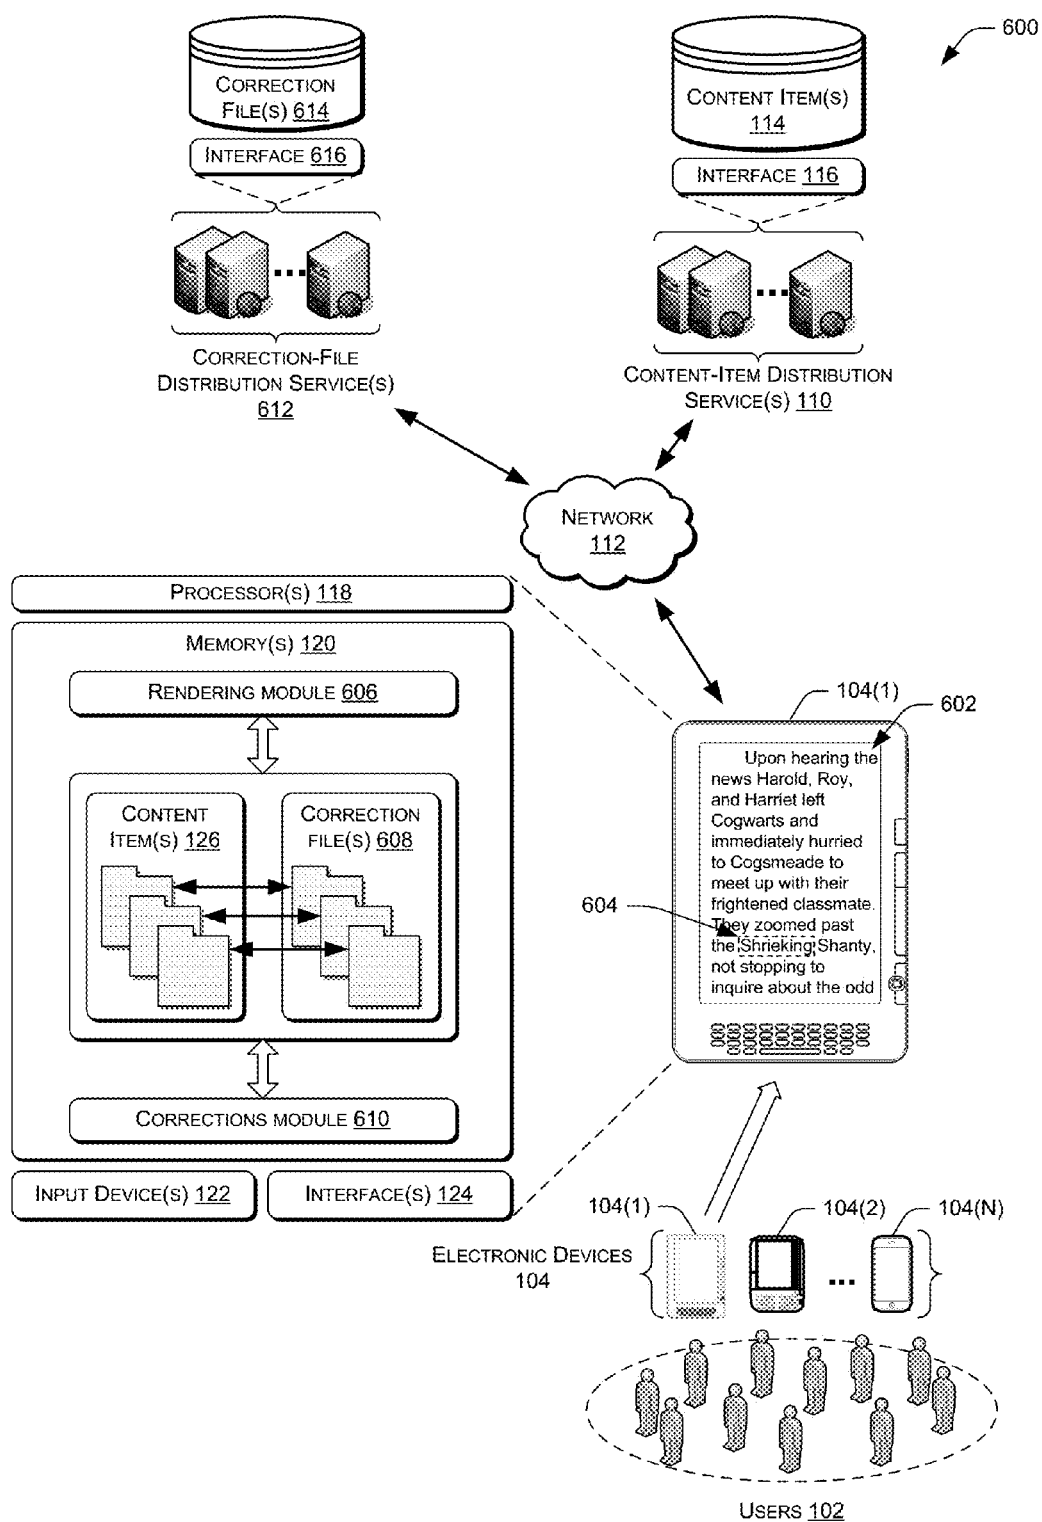 600
CORRECTION
FILE(S) 614
INTERFACE 616
CORRECTION-FILE
DISTRIBUTION SERVICE(S)
612
CONTENT ITEM(S)
114
INTERFACE 116
CONTENT-ITEM DISTRIBUTION
SERVICE(S) 110
NETWORK
112
PROCESSOR(S) 118
MEMORY(S) 120
RENDERING MODULE 606
CONTENT
ITEM(S) 126
CORRECTION
FILE(S) 608
CORRECTIONS MODULE 610
INPUT DEVICE(S) 122
INTERFACE(S) 124
104(1)
602
Upon hearing the
news Harold, Roy,
and Harriet left
Cogwarts and
immediately hurried
to Cogsmeade to
meet up with their
frightened classmate.
They zoomed past
the Shrieking Shanty,
not stopping to
inquire about the odd
604
104(1)
104(2)
104(N)
ELECTRONIC DEVICES
104
USERS 102